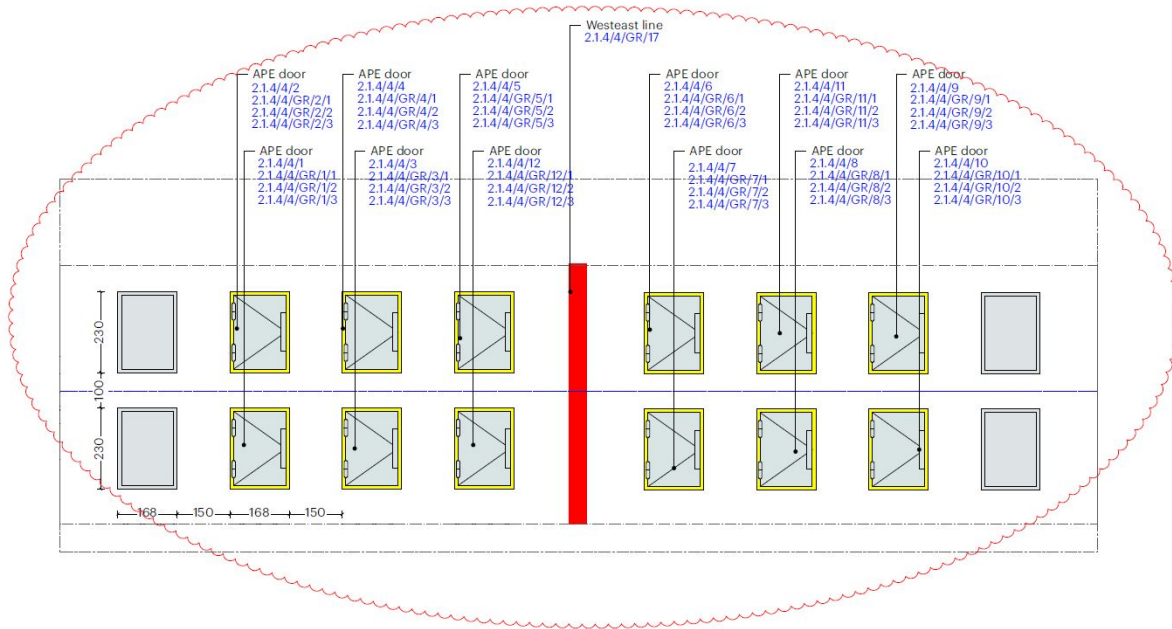 Westeast line
2.1.4/4/GR/17
APE door
2.1.4/4/2
2.1.4/4/GR/2/1
2.1.4/4/GR/2/2
2.1.4/4/GR/2/3
APE door
2.1.4/4/4
2.1.4/4/GR/4/1
2.1.4/4/GR/4/2
2.1.4/4/GR/4/3
APE door
2.1.4/4/5
2.1.4/4/GR/5/1
2.1.4/4/GR/5/2
2.1.4/4/GR/5/3
APE door
2.1.4/4/6
2.1.4/4/GR/6/1
2.1.4/4/GR/6/2
2.1.4/4/GR/6/3
APE door
2.1.4/4/11
2.1.4/4/GR/11/1
2.1.4/4/GR/11/2
2.1.4/4/GR/11/3
APE door
2.1.4/4/9
2.1.4/4/GR/9/1
2.1.4/4/GR/9/2
2.1.4/4/GR/9/3
APE door
2.1.4/4/1
2.1.4/4/GR/1/1
2.1.4/4/GR/1/2
2.1.4/4/GR/1/3
APE door
2.1.4/4/3
2.1.4/4/GR/3/1
2.1.4/4/GR/3/2
2.1.4/4/GR/3/3
APE door
2.1.4/4/12
2.1.4/4/GR/12/1
2.1.4/4/GR/12/2
2.1.4/4/GR/12/3
APE door
2.1.4/4/7
2.1.4/4/GR/7/1
2.1.4/4/GR/7/2
2.1.4/4/GR/7/3
APE door
2.1.4/4/8
2.1.4/4/GR/8/1
2.1.4/4/GR/8/2
2.1.4/4/GR/8/3
APE door
2.1.4/4/10
2.1.4/4/GR/10/1
2.1.4/4/GR/10/2
2.1.4/4/GR/10/3
230
100
230
168
150
168
150